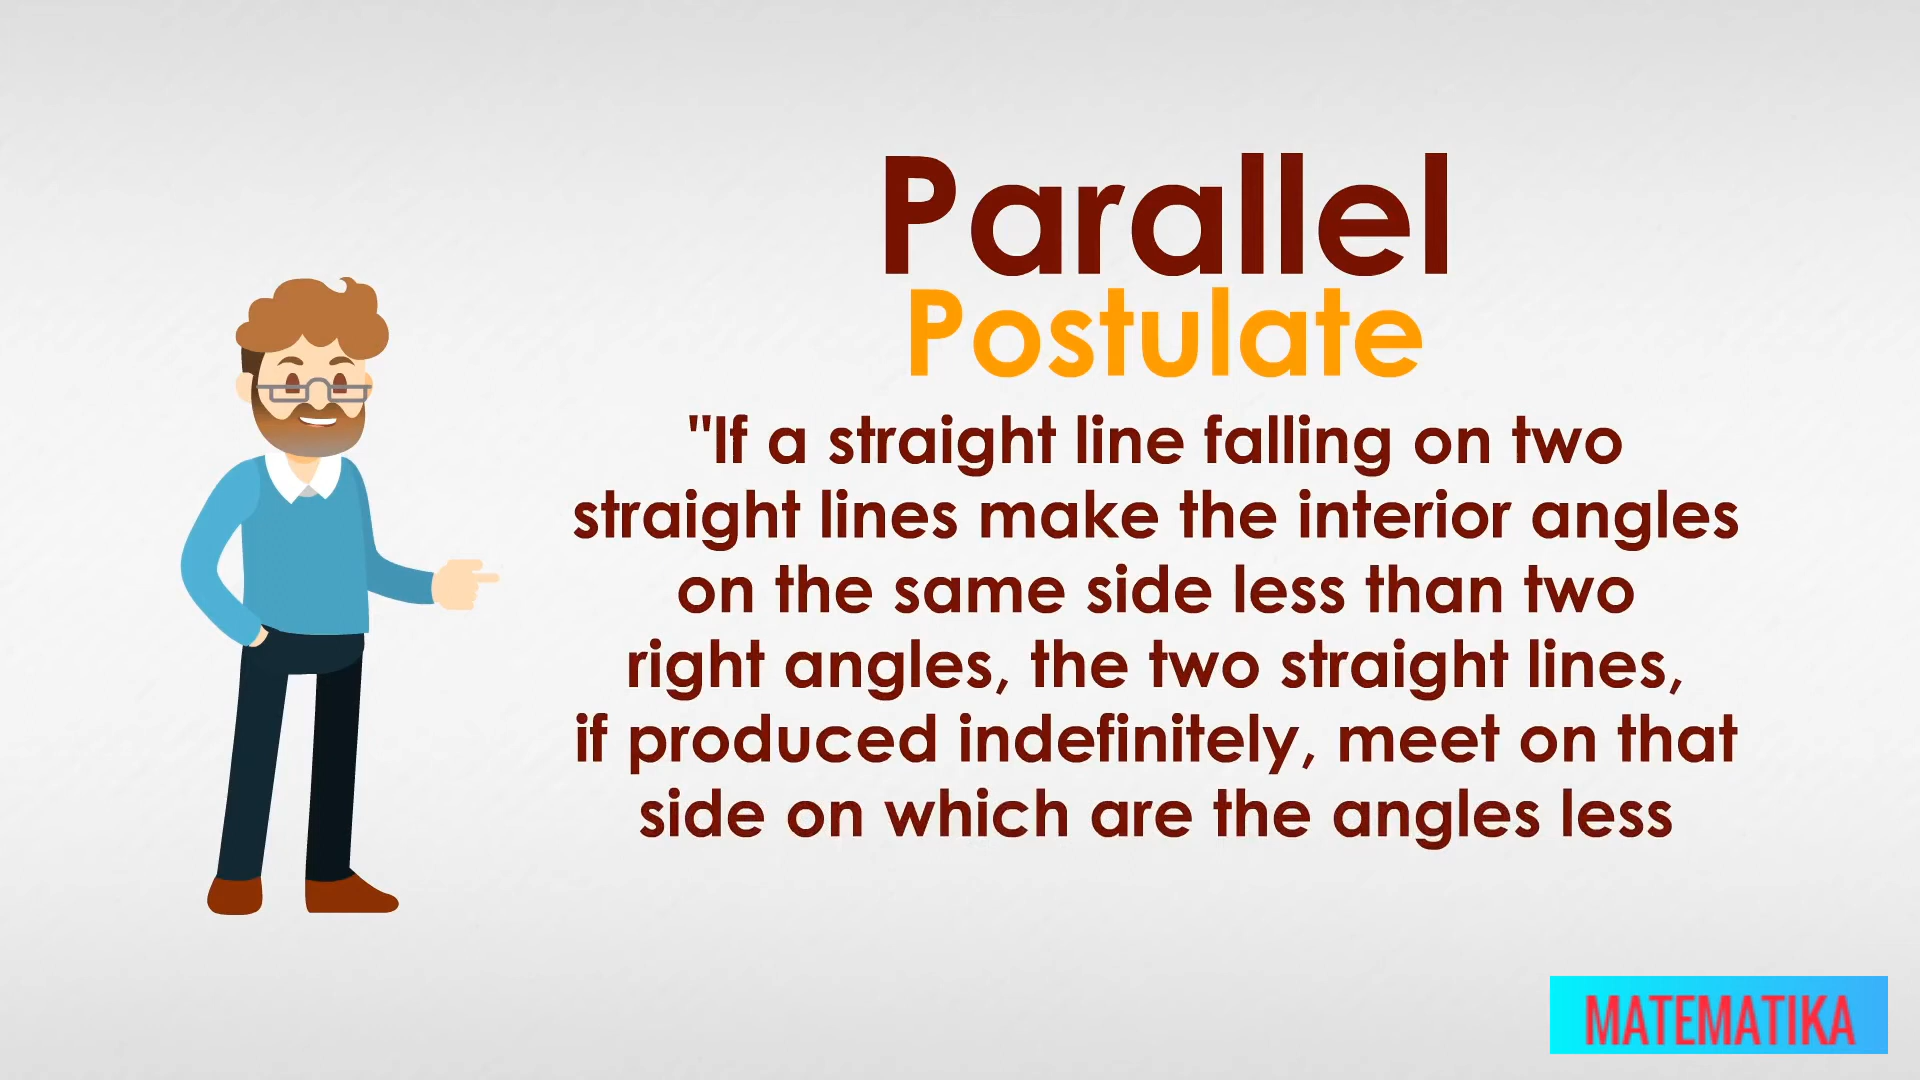 Parallel
Postulate
"If a straight line falling on two
straight lines make the interior angles
on the same side less than two
right angles, the two straight lines,
if produced indefinitely, meet on that
side on which are the angles less
MATEMATIKA